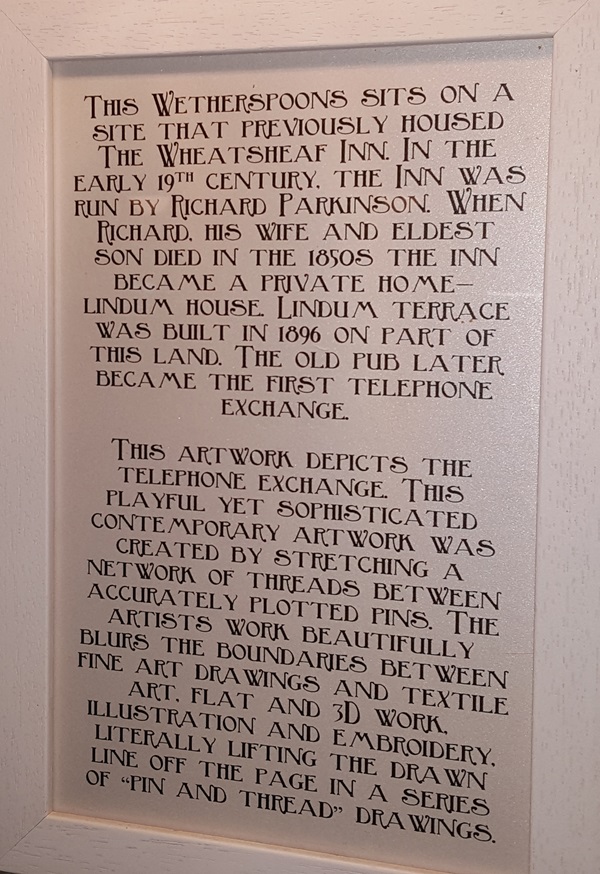 THIS WETHERSPOONS SITS ON A
SITE THAT PREVIOUSLY HOUSED
THE WHEATSHEAF INN. IN THE
EARLY 19TH CENTURY, THE INN WAS
RUN BY RICHARD PARKINSON. WHEN
RICHARD, HIS WIFE AND ELDEST
SON DIED IN THE 1850S THE INN
BECAME A PRIVATE HOME–
LINDUM HOUSE. LINDUM TERRACE
WAS BUILT IN 1896 ON PART OF
THIS LAND. THE OLD PUB LATER
BECAME THE FIRST TELEPHONE
EXCHANGE.
THIS ARTWORK DEPICTS THE
TELEPHONE EXCHANGE. THIS
PLAYFUL YET SOPHISTICATED
CONTEMPORARY ARTWORK WAS
CREATED BY STRETCHING A
NETWORK OF THREADS BETWEEN
ACCURATELY PLOTTED PINS. THE
ARTISTS WORK BEAUTIFULLY
BLURS THE BOUNDARIES BETWEEN
FINE ART DRAWINGS AND TEXTILE
ART, FLAT AND 3D WORK,
ILLUSTRATION AND EMBROIDERY,
LITERALLY LIFTING THE DRAWN
LINE OFF THE PAGE IN A SERIES
OF “PIN AND THREAD” DRAWINGS.